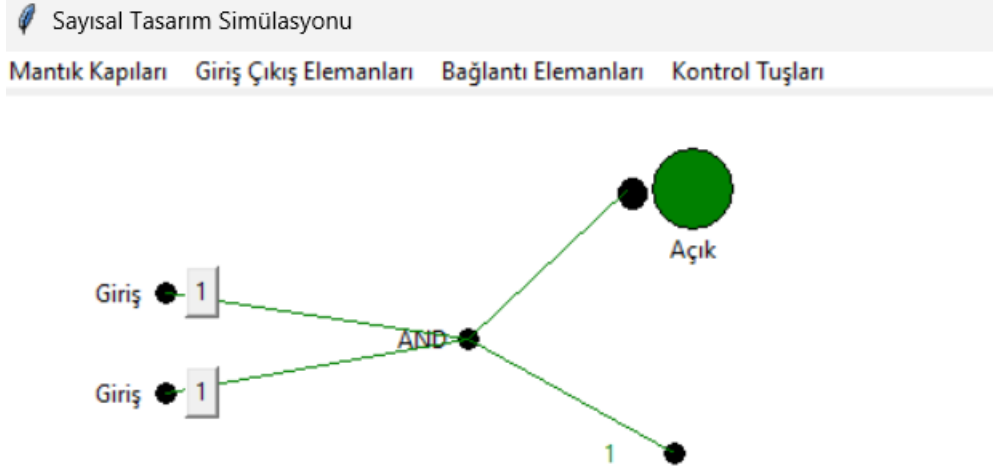 Sayısal Tasarım Simülasyonu
Mantık Kapıları Giriş Çıkış Elemanları Bağlantı Elemanları Kontrol Tuşları
Açık
Giriş 1
AND
Giriş 1
1